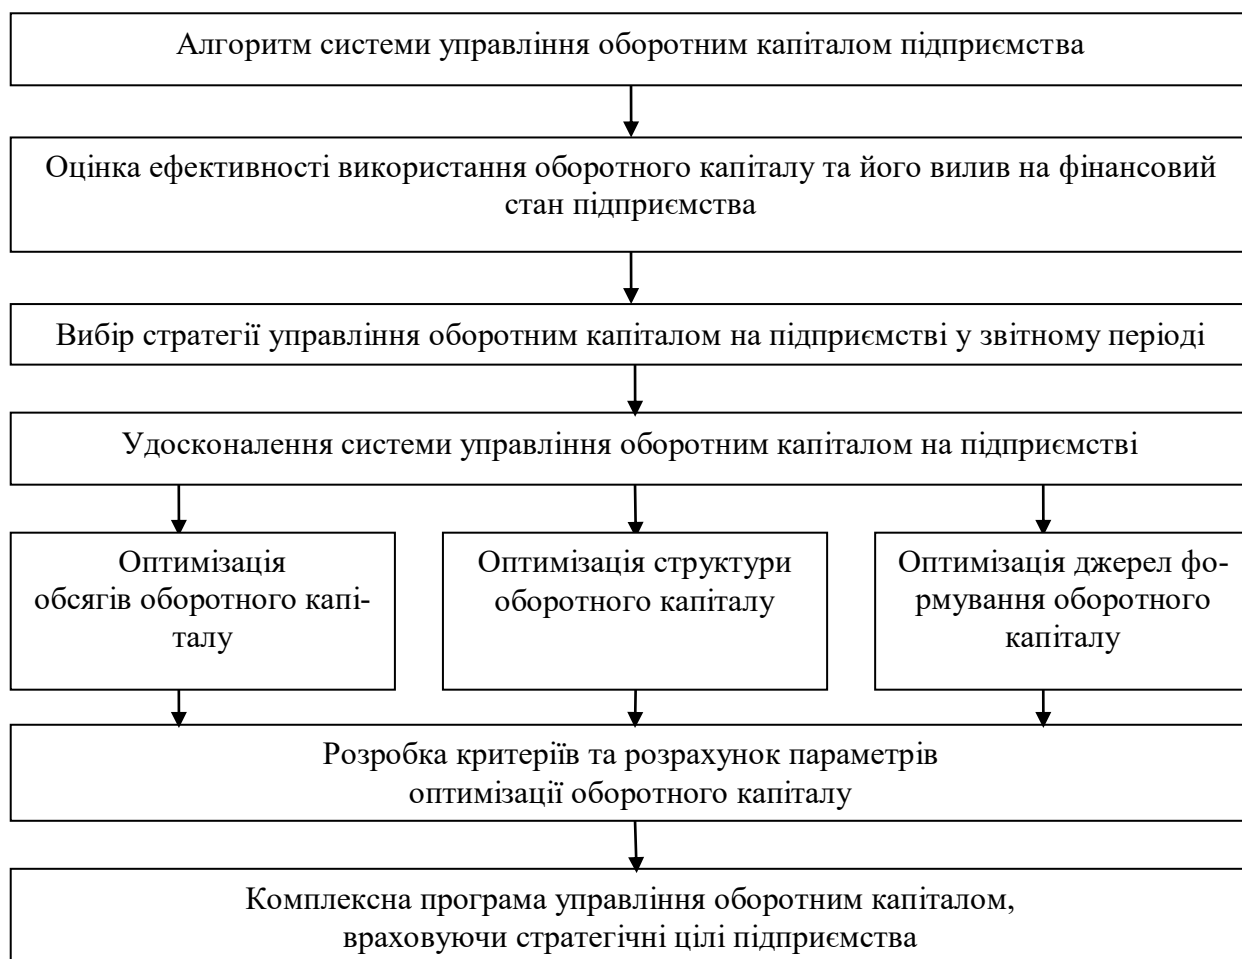 Алгоритм системи управління оборотним капіталом підприємства
Оцінка ефективності використання оборотного капіталу та його вилив на фінансовий
стан підприємства
Вибір стратегії управління оборотним капіталом на підприємстві у звітному періоді
Удосконалення системи управління оборотним капіталом на підприємстві
Оптимізація
обсягів оборотного капі-
талу
Оптимізація структури
оборотного капіталу
Оптимізація джерел фо-
рмування оборотного
капіталу
Розробка критеріїв та розрахунок параметрів
оптимізації оборотного капіталу
Комплексна програма управління оборотним капіталом,
враховуючи стратегічні цілі підприємства